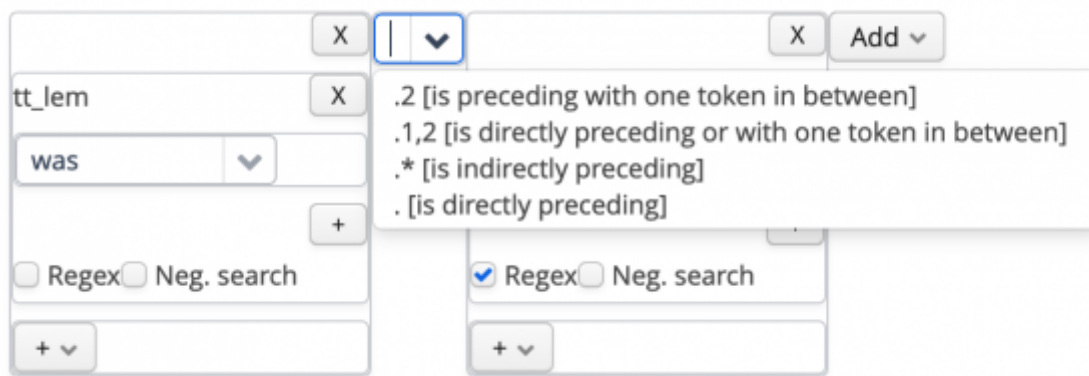 X X Add
tt_lem X
.2 [is preceding with one token in between]
.1,2 [is directly preceding or with one token in between]
was
.* [is indirectly preceding]
. [is directly preceding]
+
Regex Neg. search Regex Neg. search
+ +